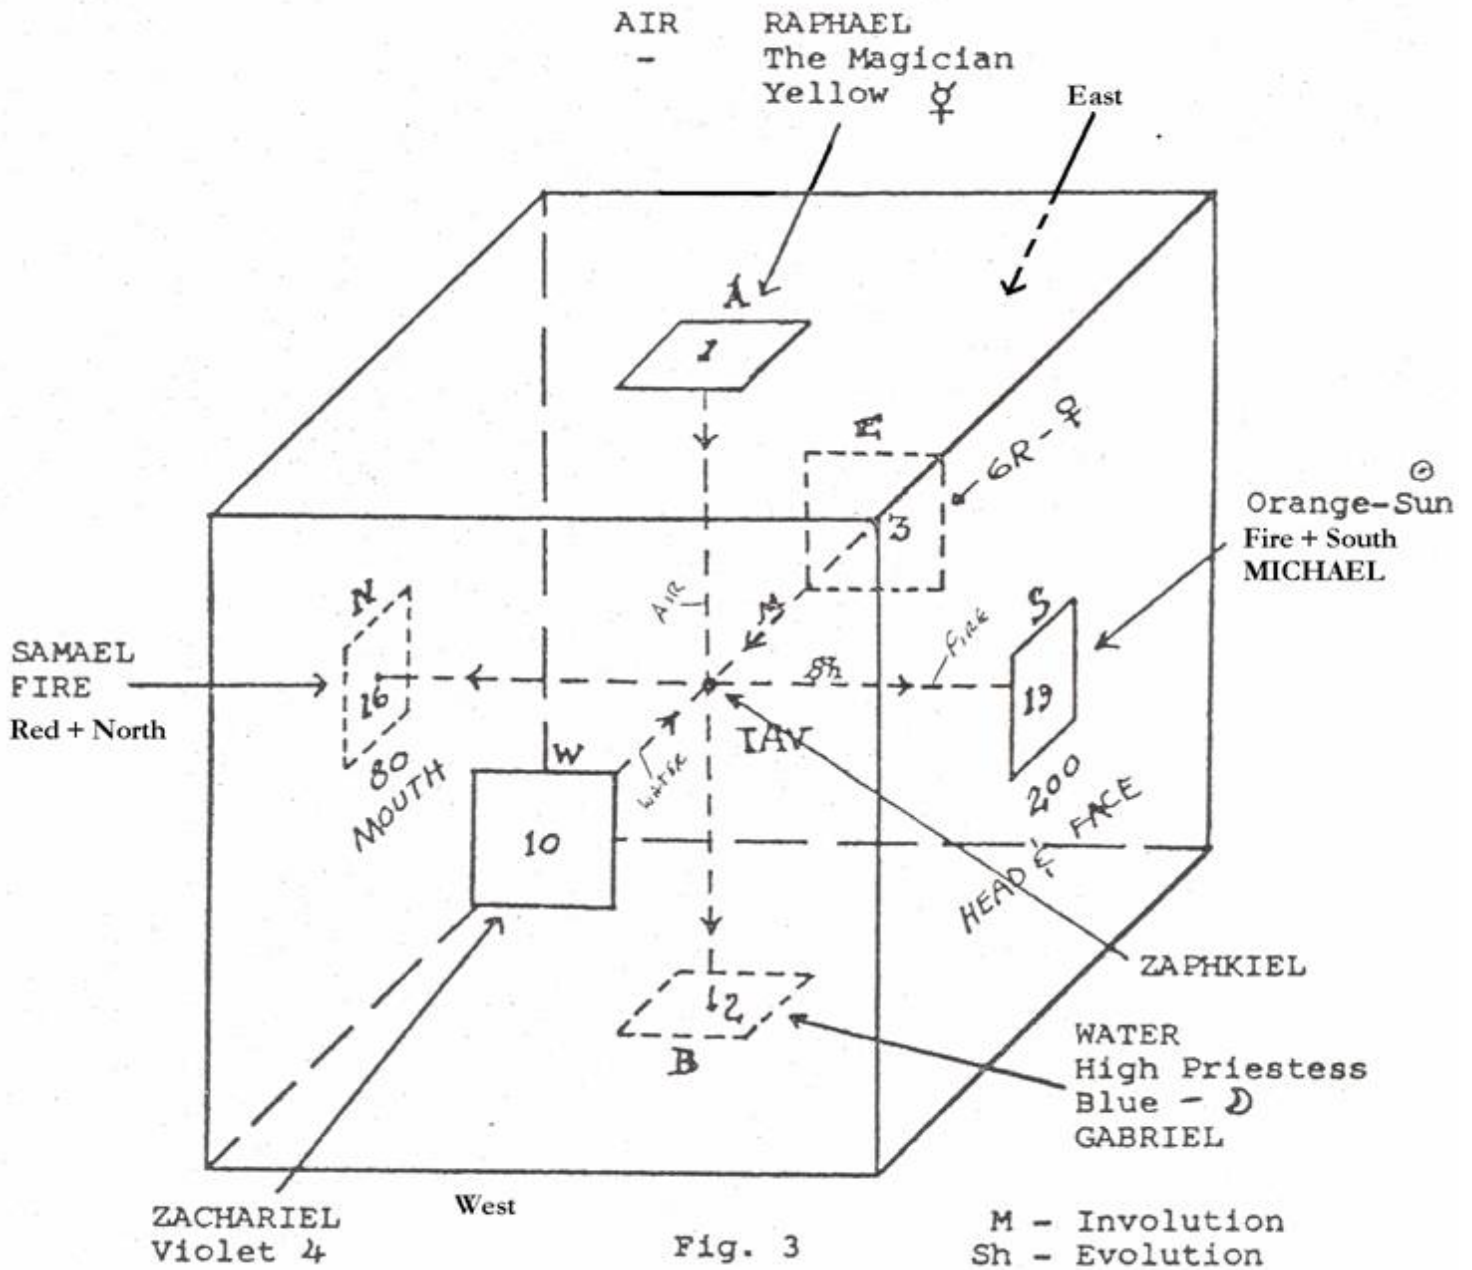 AIR RAPHAEL
- The Magician
Yellow ☿
East
A
1
E
GR-♀
3
☉
Orange-Sun
Fire + South
MICHAEL
N
AIR
M
FIRE
S
SAMAEL
FIRE
Red + North
16
Sh
19
TAV
80
MOUTH
W
WATER
200
HEAD & FACE
10
ZAPHKIEL
2
B
WATER
High Priestess
Blue - ☽
GABRIEL
ZACHARIEL
Violet 4
West
Fig. 3
M - Involution
Sh - Evolution